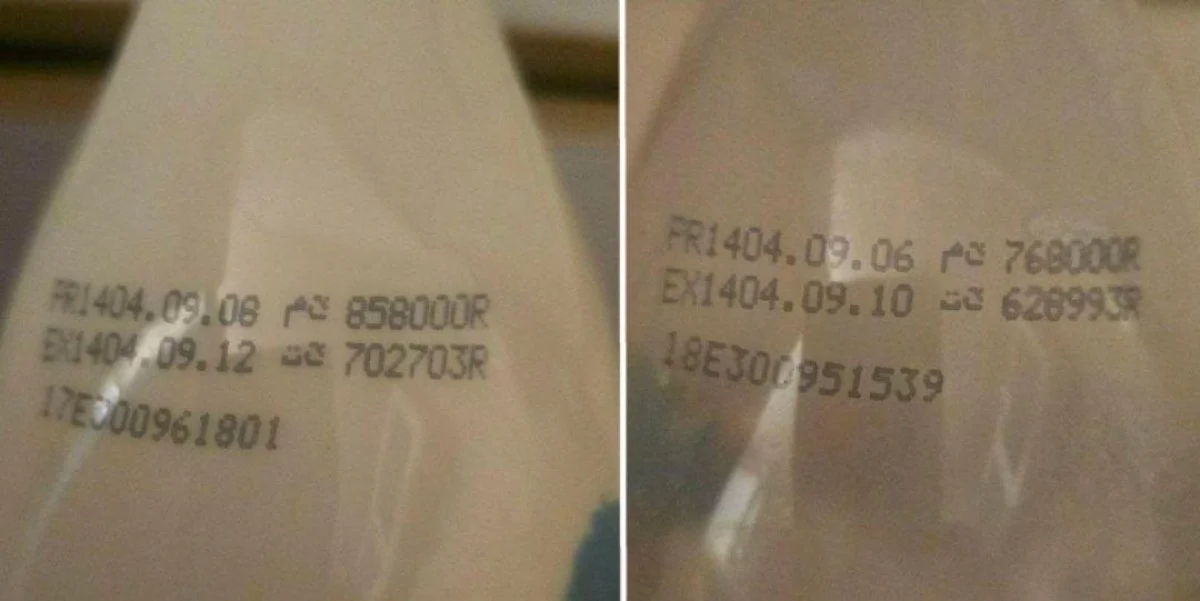 PR1404.09.08 ق م 858000R
EX1404.09.12 ق ت 702703R
17E300961801
PR1404.09.06 ق م 768000R
EX1404.09.10 ق ت 628993R
18E300951539